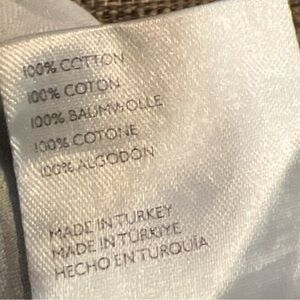 100% COTTON
100% COTON
100% BAUMWOLLE
100% COTONE
100% ALGODÓN
MADE IN TURKEY
MADE IN TÜRKIYE
HECHO EN TURQUÍA